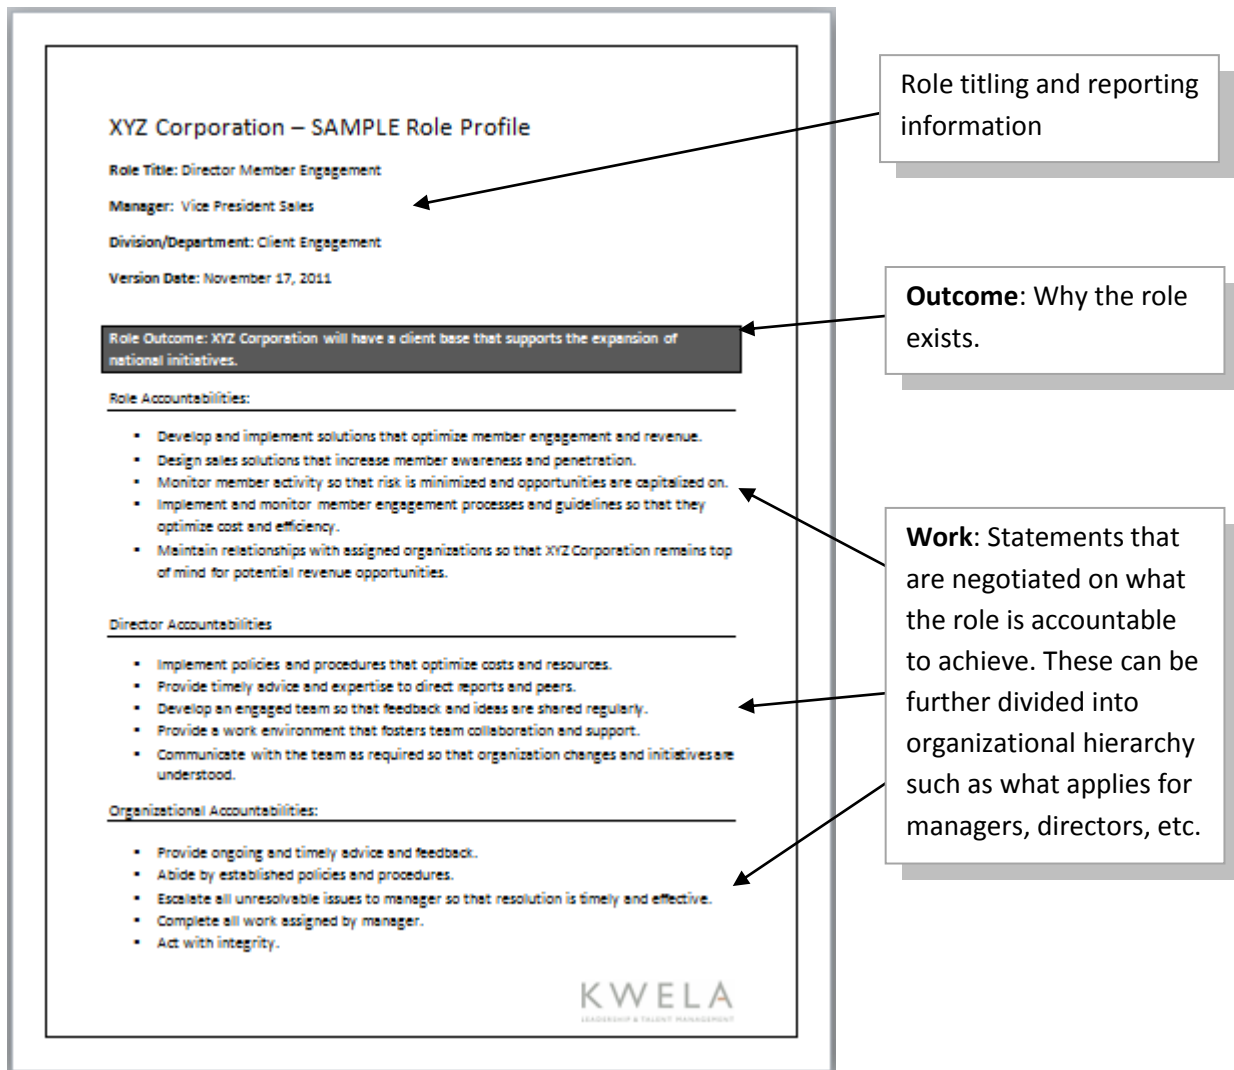 XYZ Corporation – SAMPLE Role Profile
Role Title: Director Member Engagement
Manager: Vice President Sales
Division/Department: Client Engagement
Version Date: November 17, 2011
Role Outcome: XYZ Corporation will have a client base that supports the expansion of
national initiatives.
Role Accountabilities:
▪ Develop and implement solutions that optimize member engagement and revenue.
▪ Design sales solutions that increase member awareness and penetration.
▪ Monitor member activity so that risk is minimized and opportunities are capitalized on.
▪ Implement and monitor member engagement processes and guidelines so that they
optimize cost and efficiency.
▪ Maintain relationships with assigned organizations so that XYZ Corporation remains top
of mind for potential revenue opportunities.
Director Accountabilities
▪ Implement policies and procedures that optimize costs and resources.
▪ Provide timely advice and expertise to direct reports and peers.
▪ Develop an engaged team so that feedback and ideas are shared regularly.
▪ Provide a work environment that fosters team collaboration and support.
▪ Communicate with the team as required so that organization changes and initiatives are
understood.
Organizational Accountabilities:
▪ Provide ongoing and timely advice and feedback.
▪ Abide by established policies and procedures.
▪ Escalate all unresolvable issues to manager so that resolution is timely and effective.
▪ Complete all work assigned by manager.
▪ Act with integrity.
KWELA
LEADERSHIP & TALENT MANAGEMENT
Role titling and reporting
information
Outcome: Why the role
exists.
Work: Statements that
are negotiated on what
the role is accountable
to achieve. These can be
further divided into
organizational hierarchy
such as what applies for
managers, directors, etc.